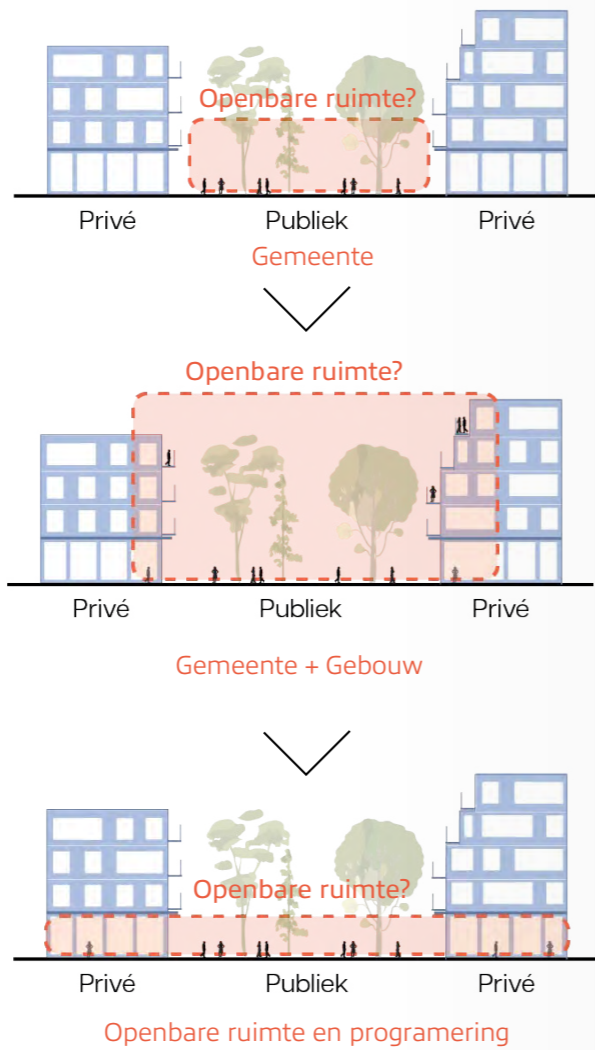 Openbare ruimte?
Privé Publiek Privé
Gemeente
Openbare ruimte?
Privé Publiek Privé
Gemeente + Gebouw
Openbare ruimte?
Privé Publiek Privé
Openbare ruimte en programering